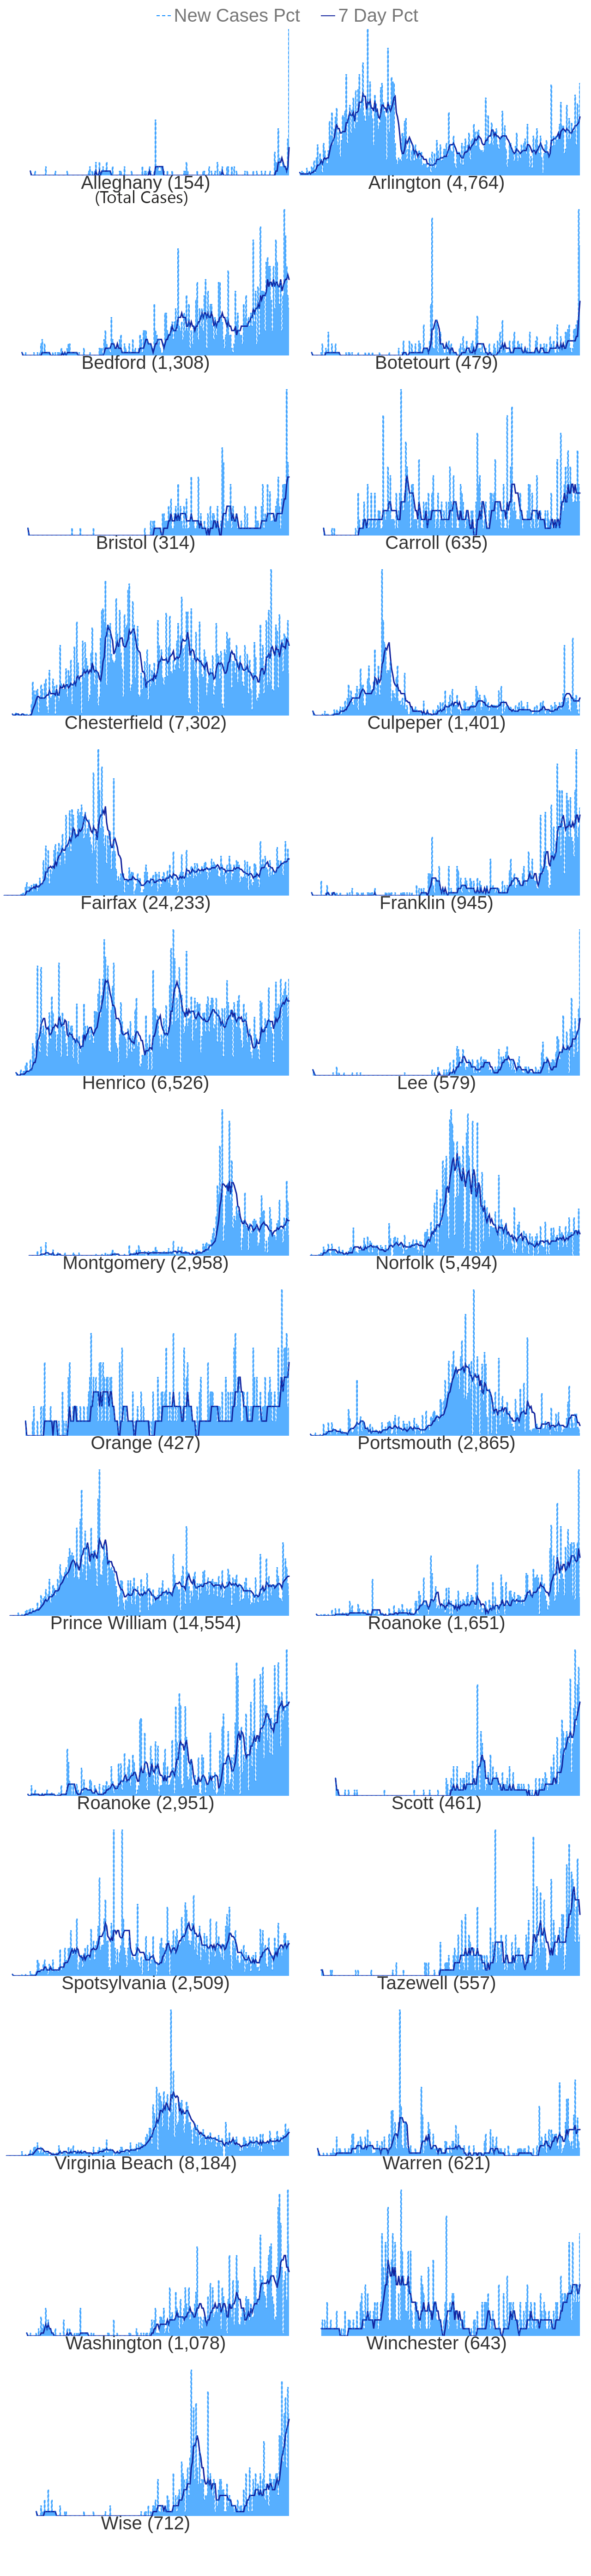 New Cases Pct 7 Day Pct
Alleghany (154) Arlington (4,764)
(Total Cases)
Bedford (1,308) Botetourt (479)
Bristol (314) Carroll (635)
Chesterfield (7,302) Culpeper (1,401)
Fairfax (24,233) Franklin (945)
Henrico (6,526) Lee (579)
Montgomery (2,958) Norfolk (5,494)
Orange (427) Portsmouth (2,865)
Prince William (14,554) Roanoke (1,651)
Roanoke (2,951) Scott (461)
Spotsylvania (2,509) Tazewell (557)
Virginia Beach (8,184) Warren (621)
Washington (1,078) Winchester (643)
Wise (712)